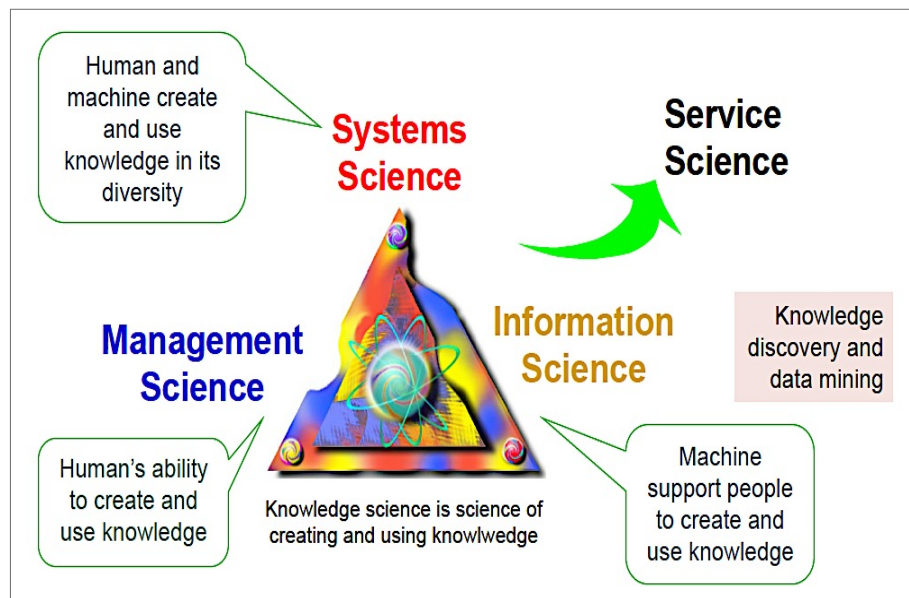 Human and
machine create
and use
knowledge in its
diversity
Systems
Science
Service
Science
Management
Science
Information
Science
Knowledge
discovery and
data mining
Human's ability
to create and
use knowledge
Knowledge science is science of
creating and using knowlwedge
Machine
support people
to create and
use knowledge